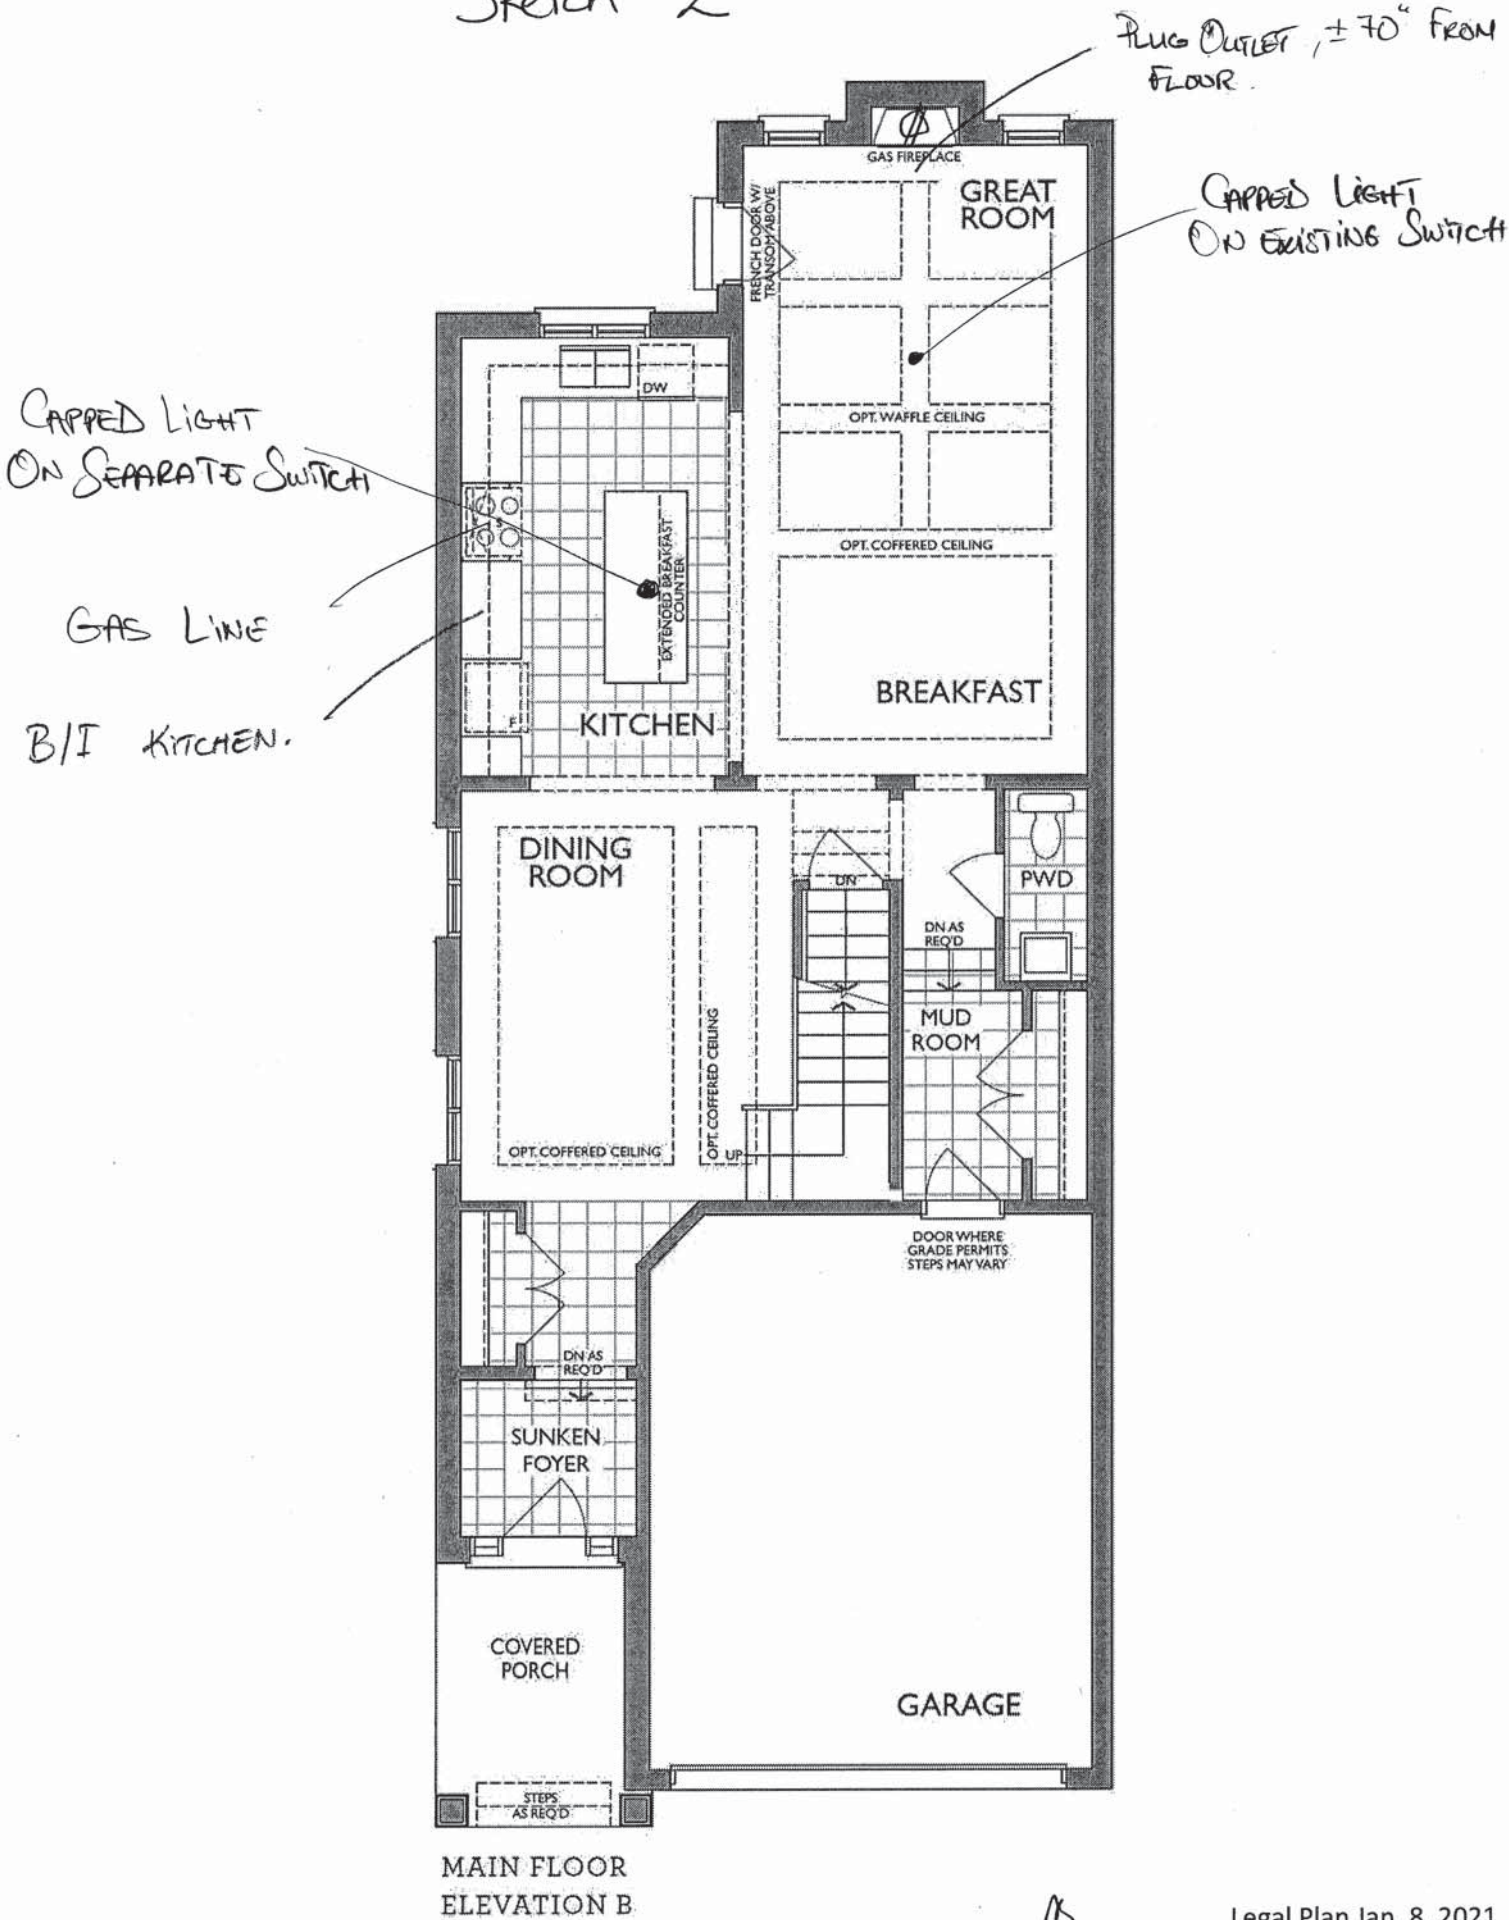 Sketch 2
PLUG OUTLET, ± 70" FROM
FLOOR.
GAS FIREPLACE
GREAT
ROOM
FRENCH DOOR W/
TRANSOM ABOVE
CAPPED LIGHT
ON EXISTING SWITCH
DW
OPT. WAFFLE CEILING
CAPPED LIGHT
ON SEPARATE SWITCH
OPT. COFFERED CEILING
EXTENDED BREAKFAST
COUNTER
GAS LINE
BREAKFAST
F
KITCHEN
B/I KITCHEN.
DINING
ROOM
DN
PWD
DN AS
REQ'D
MUD
ROOM
OPT. COFFERED CEILING
OPT. COFFERED CEILING
UP
DOOR WHERE
GRADE PERMITS
STEPS MAY VARY
DN AS
REQ'D
SUNKEN
FOYER
COVERED
PORCH
GARAGE
STEPS
AS REQ'D
MAIN FLOOR
ELEVATION B
Legal Plan Jan. 8, 2021